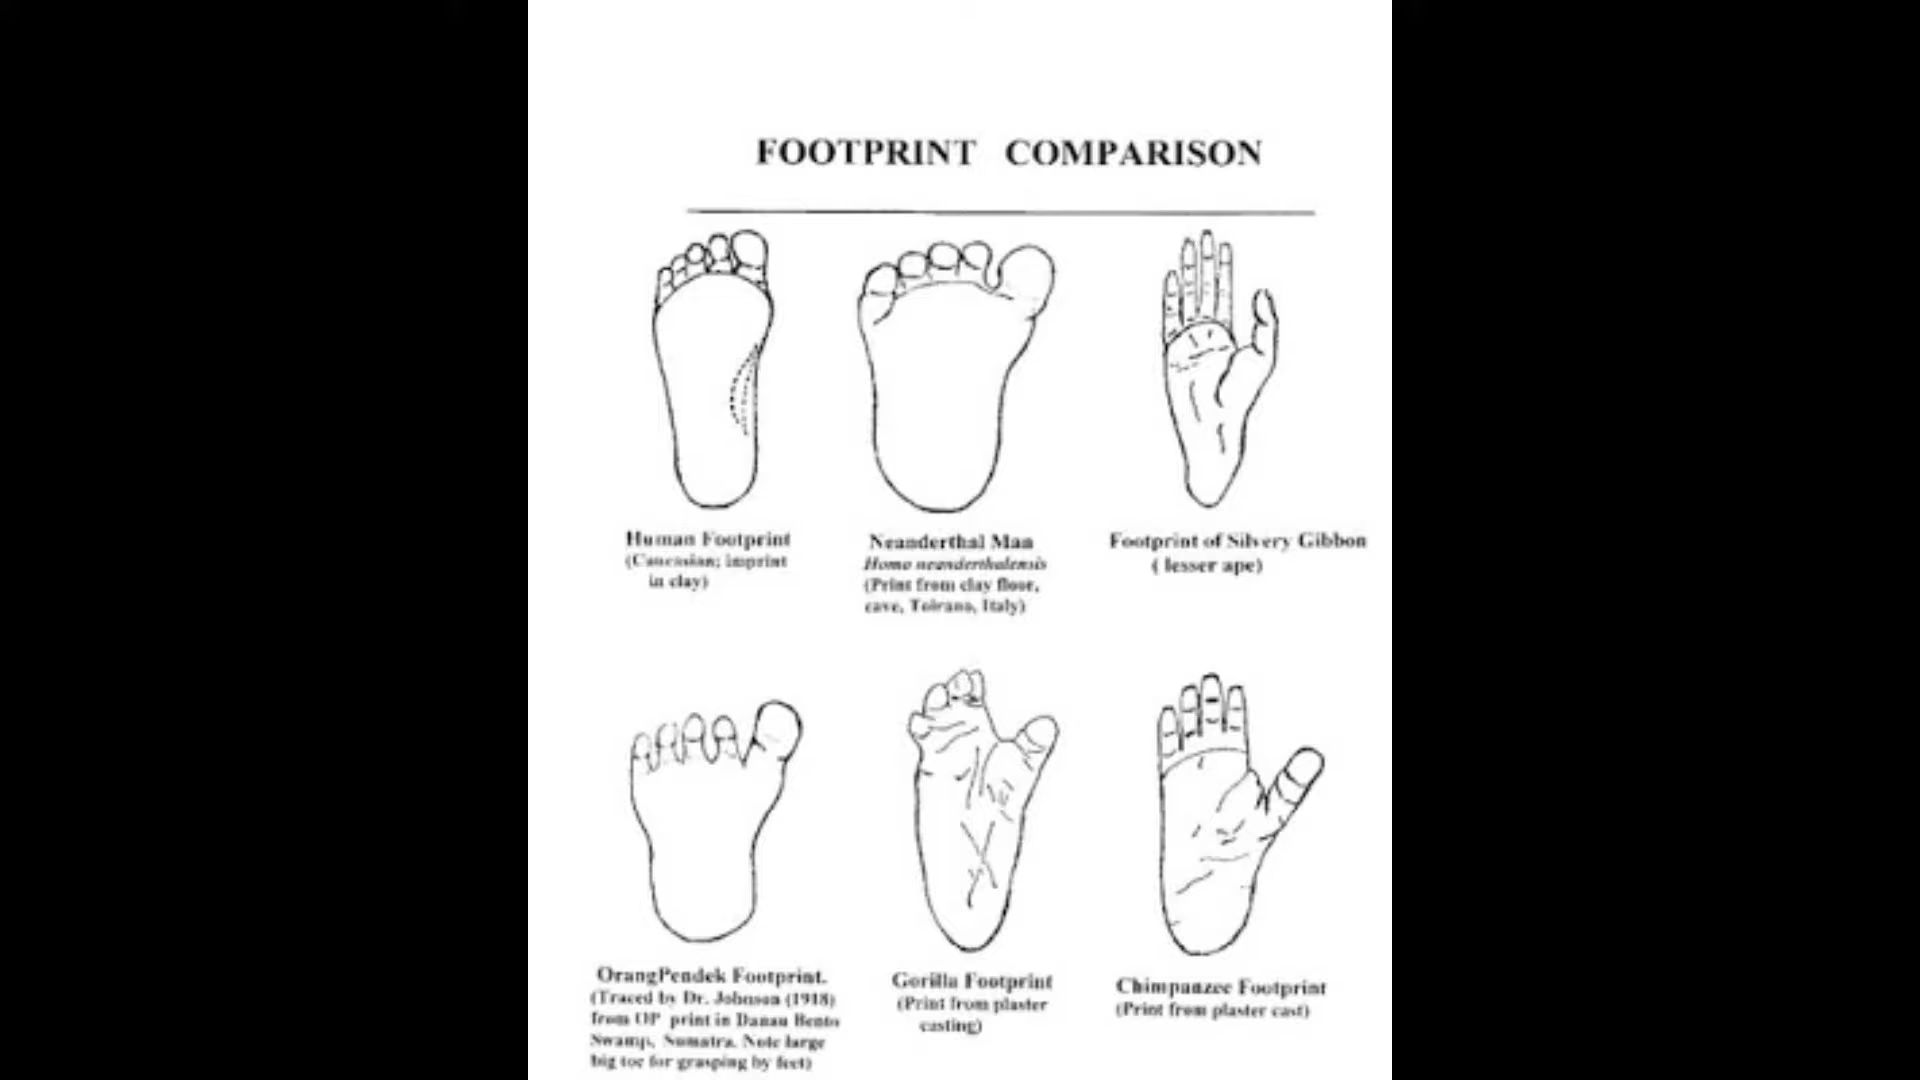 FOOTPRINT COMPARISON
Human Footprint
(Caucasian; imprint
in clay)
Neanderthal Man
Homo neanderthalensis
(Print from clay floor,
cave, Toirano, Italy)
Footprint of Silvery Gibbon
( lesser ape)
OrangPendek Footprint.
(Traced by Dr. Johnson (1918)
from OP print in Danau Bento
Swamp, Sumatra. Note large
big toe for grasping by feet)
Gorilla Footprint
(Print from plaster
casting)
Chimpanzee Footprint
(Print from plaster cast)